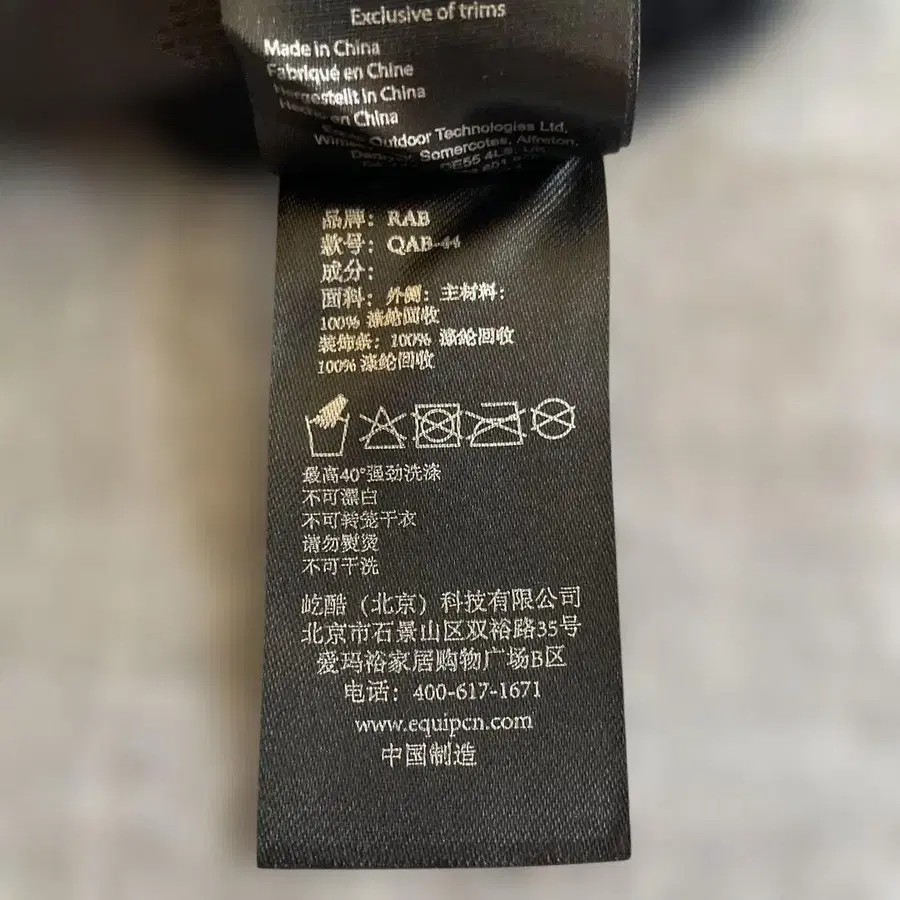 Exclusive of trims
Made in China
Fabriqué en Chine
Hergestellt in China
en China
Outdoor Technologies Ltd,
Somercotes, Alfreton,
DE55 4LS,
品牌：RAB
款号：QAB-44
成分：
面料：外侧：主材料：
100% 涤纶回收
装饰条：100% 涤纶回收
100% 涤纶回收
最高40°强劲洗涤
不可漂白
不可转笼干衣
请勿熨烫
不可干洗
屹酷（北京）科技有限公司
北京市石景山区双裕路35号
爱玛裕家居购物广场B区
电话：400-617-1671
www.equipcn.com
中国制造